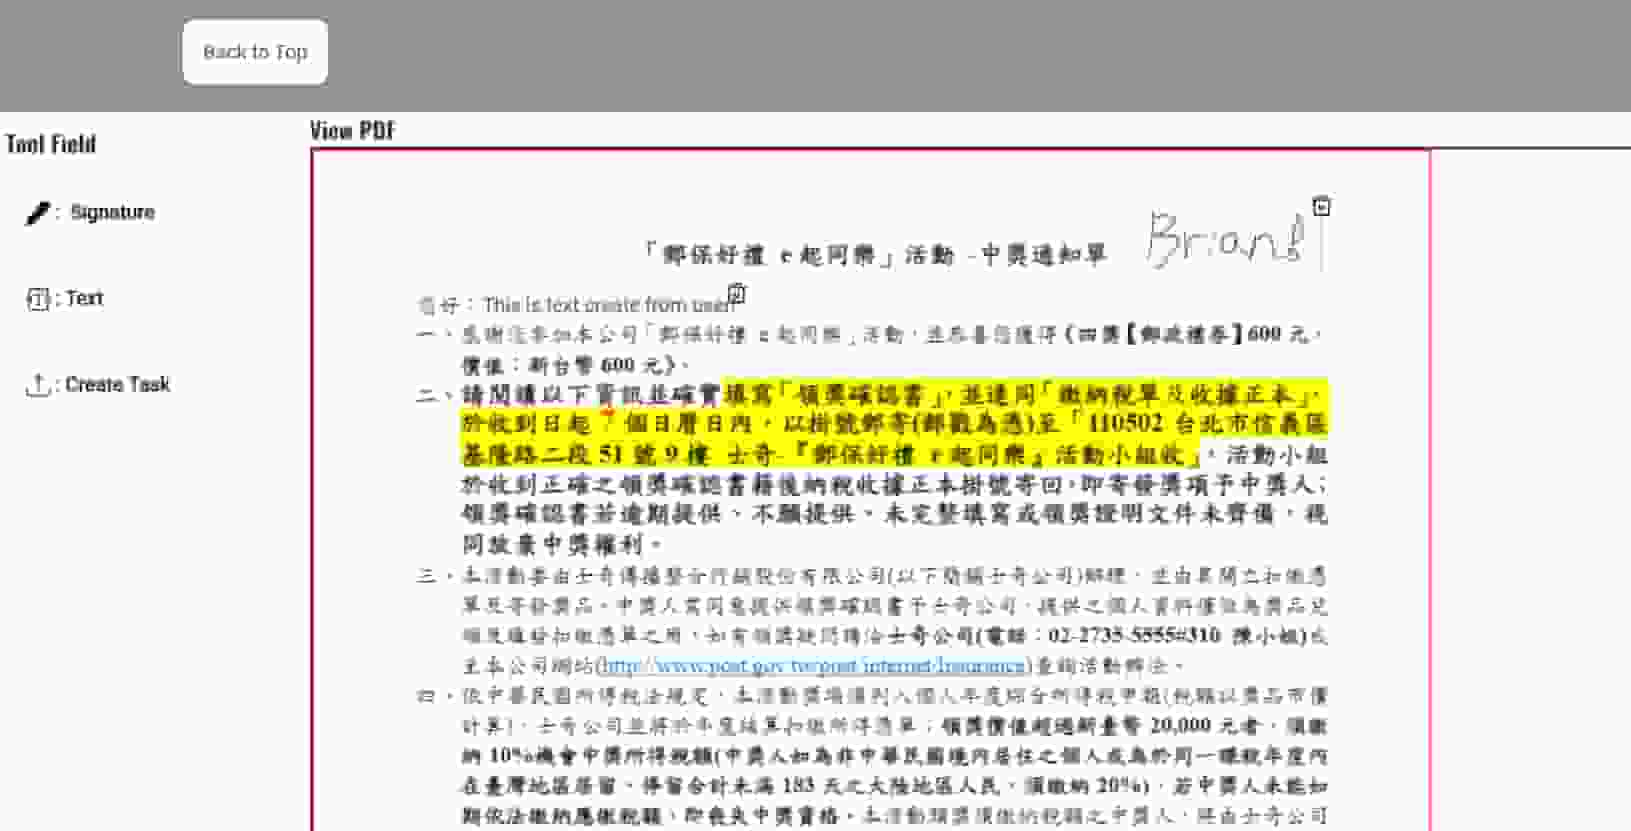 Back to Top
View PDF
Tool Field
: Signature
: Text
: Create Task
Brian
「郵保好禮 e 起同樂」活動 -中獎通知單
您好：This is text create from user
一、感謝您參加本公司「郵保好禮 e 起同樂」活動，並恭喜您獲得《四獎【郵政禮券】600 元，
價值：新台幣 600 元》。
二、請閱讀以下資訊並確實填寫「領獎確認書」，並連同「繳納稅單及收據正本」，
於收到日起 7 個日曆日內，以掛號郵寄(郵戳為憑)至「110502 台北市信義區
基隆路二段 51 號 9 樓 士奇-『郵保好禮 e 起同樂』活動小組收」，活動小組
於收到正確之領獎確認書暨後納稅收據正本掛號寄回，即寄發獎項予中獎人；
領獎確認書若逾期提供、不願提供、未完整填寫或領獎證明文件未齊備，視
同放棄中獎權利。
三、本活動委由士奇傳播整合行銷股份有限公司(以下簡稱士奇公司)辦理，並由其開立扣繳憑
單及寄發獎品。中獎人需同意提供領獎確認書予士奇公司，提供之個人資料僅做為獎品兌
領及織發扣繳憑單之用，如有領獎疑問請洽士奇公司(電話：02-2735-5555#310 陳小姐)或
至本公司網站(http://www.post.gov.tw/post/internet/Insurance)查詢活動辦法。
四、依中華民國所得稅法規定，本活動獎項須列入個人年度綜合所得稅申報(稅額以獎品市價
計算)，士奇公司並將於年度結算扣繳所得憑單；領獎價值超過新臺幣 20,000 元者，須繳
納 10%機會中獎所得稅額(中獎人如為非中華民國境內居住之個人或為於同一課稅年度內
在臺灣地區居留、停留合計未滿 183 天之大陸地區人民，須繳納 20%)，若中獎人未能如
期依法繳納應繳稅額，即喪失中獎資格。本活動類獎須繳納稅額之中獎人，將由士奇公司